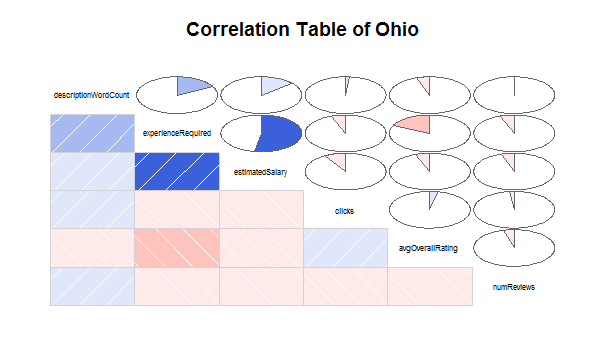 Correlation Table of Ohio
descriptionWordCount
experienceRequired
estimatedSalary
clicks
avgOverallRating
numReviews